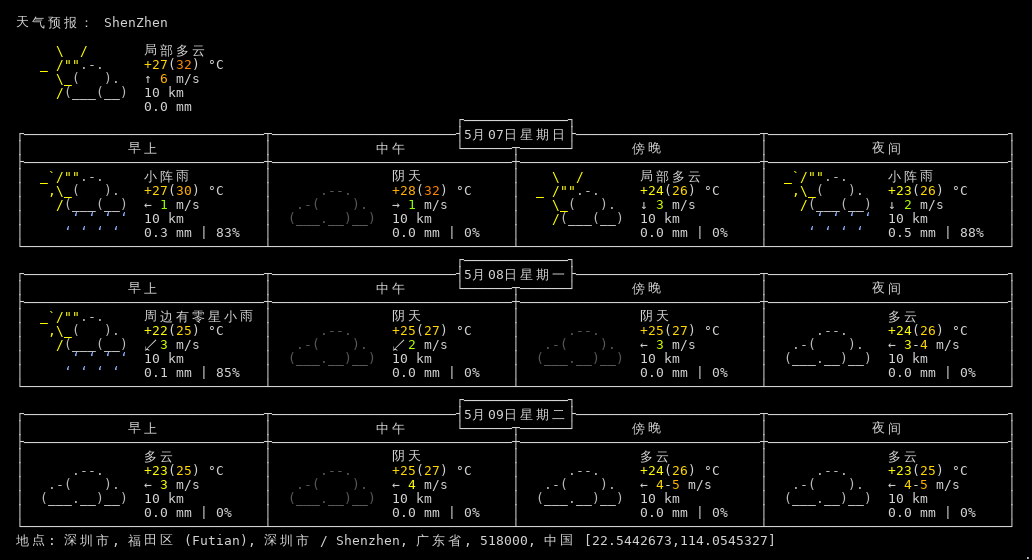 天气预报: ShenZhen
局部多云
+27(32) °C
↑ 6 m/s
10 km
0.0 mm
5月07日星期日
早上 中午 傍晚 夜间
小阵雨 阴天 局部多云 小阵雨
+27(30) °C +28(32) °C +24(26) °C +23(26) °C
← 1 m/s → 1 m/s ↓ 3 m/s ↓ 2 m/s
10 km 10 km 10 km 10 km
0.3 mm | 83% 0.0 mm | 0% 0.0 mm | 0% 0.5 mm | 88%
5月08日星期一
早上 中午 傍晚 夜间
周边有零星小雨 阴天 阴天 多云
+22(25) °C +25(27) °C +25(27) °C +24(26) °C
↙ 3 m/s ↙ 2 m/s ← 3 m/s ← 3-4 m/s
10 km 10 km 10 km 10 km
0.1 mm | 85% 0.0 mm | 0% 0.0 mm | 0% 0.0 mm | 0%
5月09日星期二
早上 中午 傍晚 夜间
多云 阴天 多云 多云
+23(25) °C +25(27) °C +24(26) °C +23(25) °C
← 3 m/s ← 4 m/s ← 4-5 m/s ← 4-5 m/s
10 km 10 km 10 km 10 km
0.0 mm | 0% 0.0 mm | 0% 0.0 mm | 0% 0.0 mm | 0%
地点: 深圳市, 福田区 (Futian), 深圳市 / Shenzhen, 广东省, 518000, 中国 [22.5442673,114.0545327]